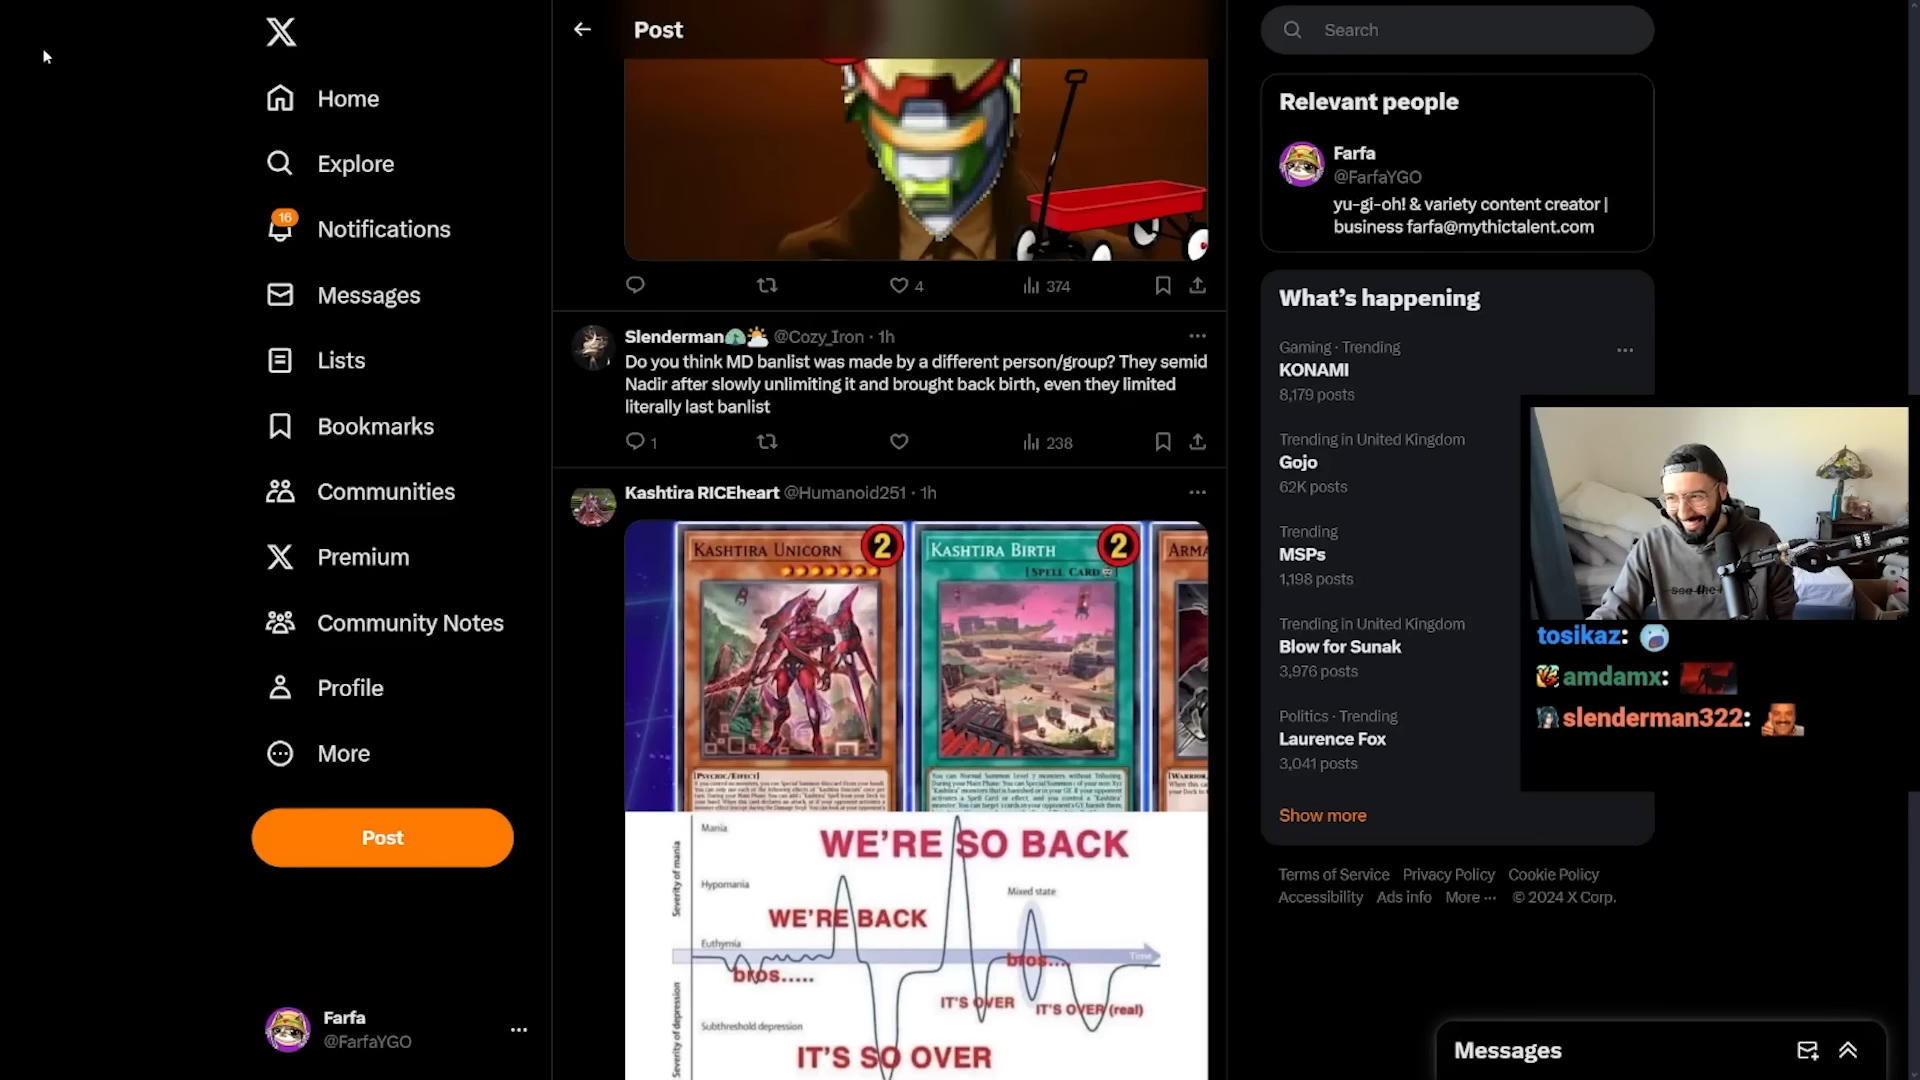 Home
Explore
16
Notifications
Messages
Lists
Bookmarks
Communities
Premium
Community Notes
Profile
More
Post
Farfa
@FarfaYGO
Post
4
374
Slenderman @Cozy_Iron · 1h
Do you think MD banlist was made by a different person/group? They semid
Nadir after slowly unlimiting it and brought back birth, even they limited
literally last banlist
1
238
Kashtira RICEheart @Humanoid251 · 1h
KASHTIRA UNICORN
2
KASHTIRA BIRTH
2
[SPELL CARD
[PSYCHIC/EFFECT]
ARMA
[WARRIOR,
Severity of mania
Mania
WE'RE SO BACK
Hypomania
Mixed state
WE'RE BACK
Euthymia
Time
bros.....
bros....
IT'S OVER
IT'S OVER (real)
Subthreshold depression
Severity of depression
IT'S SO OVER
Search
Relevant people
Farfa
@FarfaYGO
yu-gi-oh! & variety content creator |
business farfa@mythictalent.com
What's happening
Gaming · Trending
KONAMI
8,179 posts
Trending in United Kingdom
Gojo
62K posts
Trending
MSPs
1,198 posts
Trending in United Kingdom
Blow for Sunak
3,976 posts
Politics · Trending
Laurence Fox
3,041 posts
Show more
Terms of Service Privacy Policy Cookie Policy
Accessibility Ads info More ··· © 2024 X Corp.
tosikaz:
amdamx:
slenderman322:
Messages